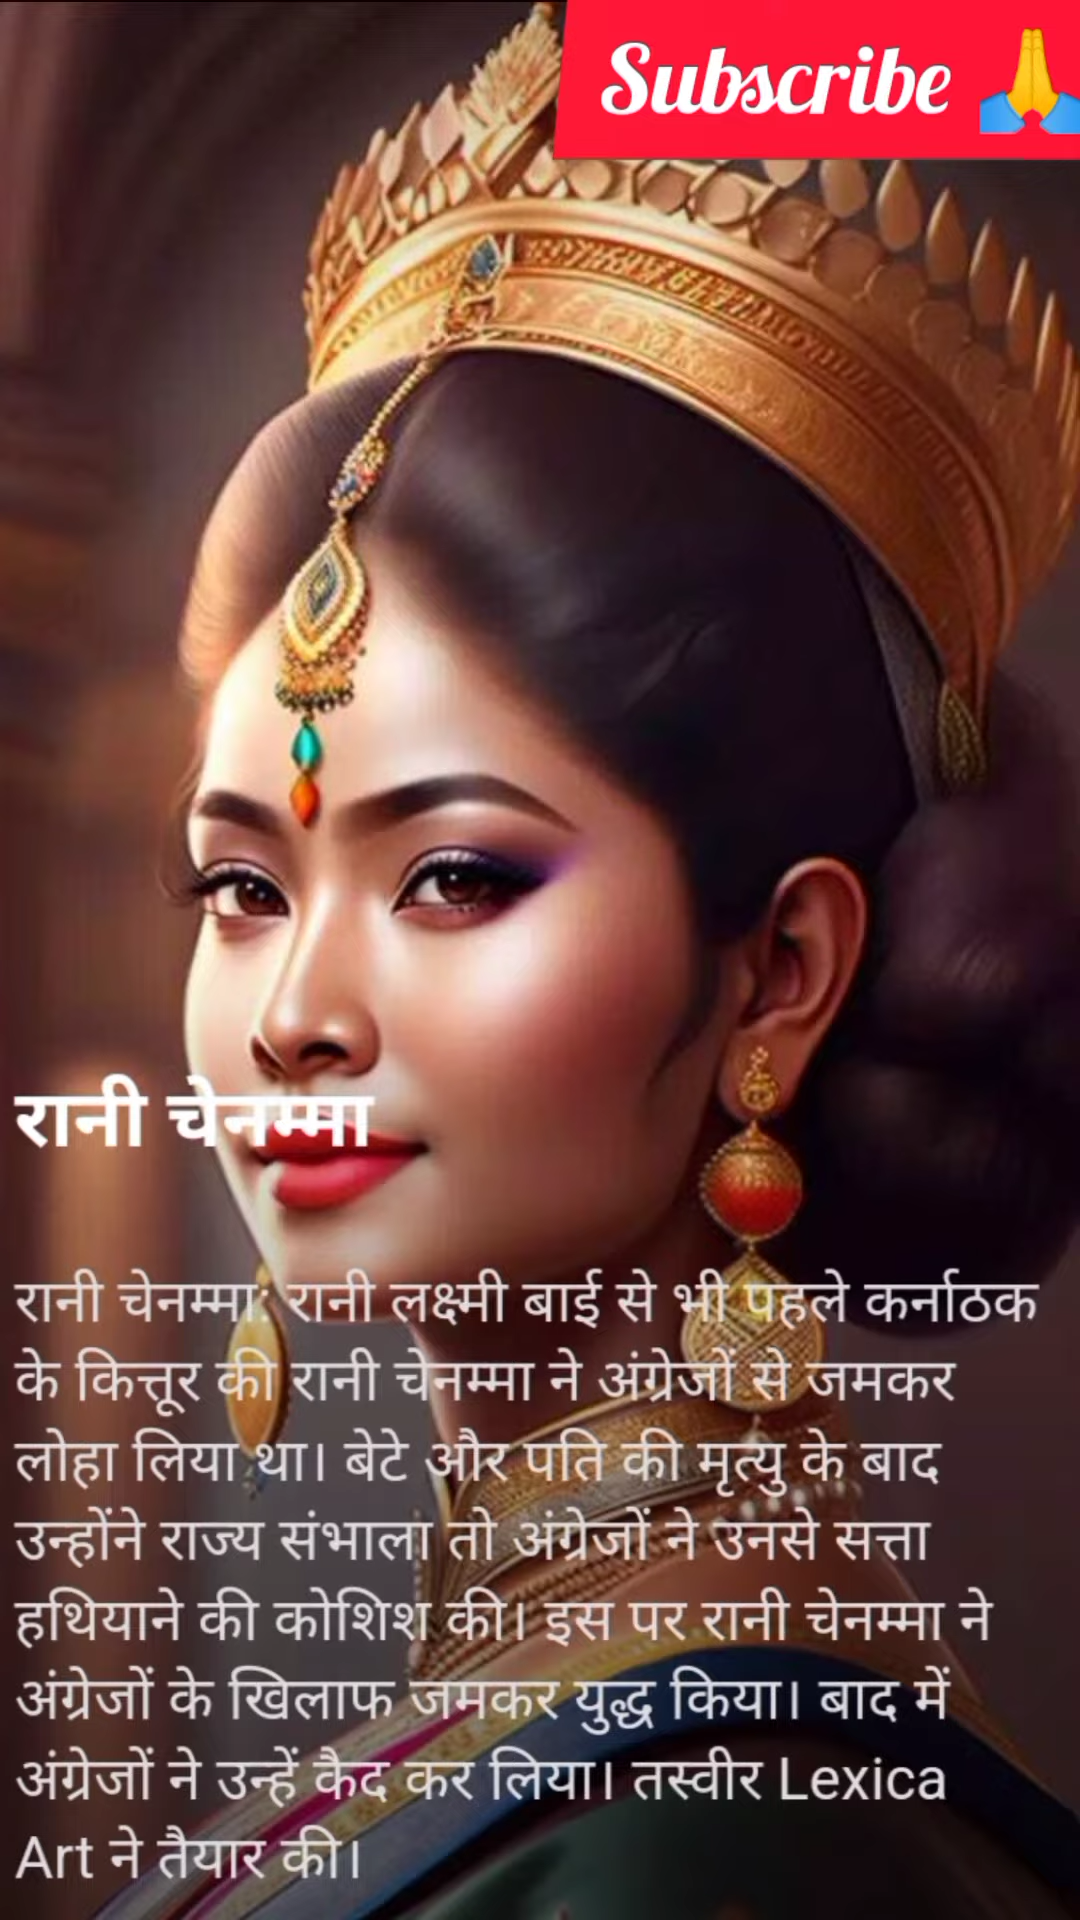 Subscribe
रानी चेनम्मा
रानी चेनम्मा: रानी लक्ष्मी बाई से भी पहले कर्नाठक
के कित्तूर की रानी चेनम्मा ने अंग्रेजों से जमकर
लोहा लिया था। बेटे और पति की मृत्यु के बाद
उन्होंने राज्य संभाला तो अंग्रेजों ने उनसे सत्ता
हथियाने की कोशिश की। इस पर रानी चेनम्मा ने
अंग्रेजों के खिलाफ जमकर युद्ध किया। बाद में
अंग्रेजों ने उन्हें कैद कर लिया। तस्वीर Lexica
Art ने तैयार की।